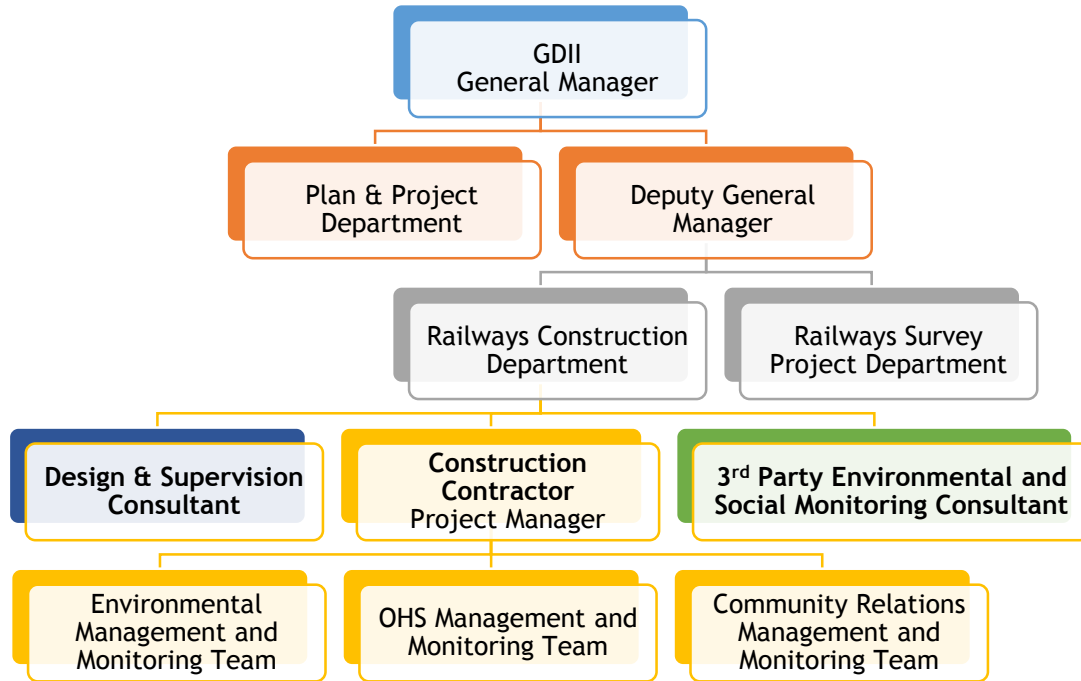 GDII
General Manager
Plan & Project
Department
Deputy General
Manager
Railways Construction
Department
Railways Survey
Project Department
Design & Supervision
Consultant
Construction
Contractor
Project Manager
3rd Party Environmental and
Social Monitoring Consultant
Environmental
Management and
Monitoring Team
OHS Management and
Monitoring Team
Community Relations
Management and
Monitoring Team